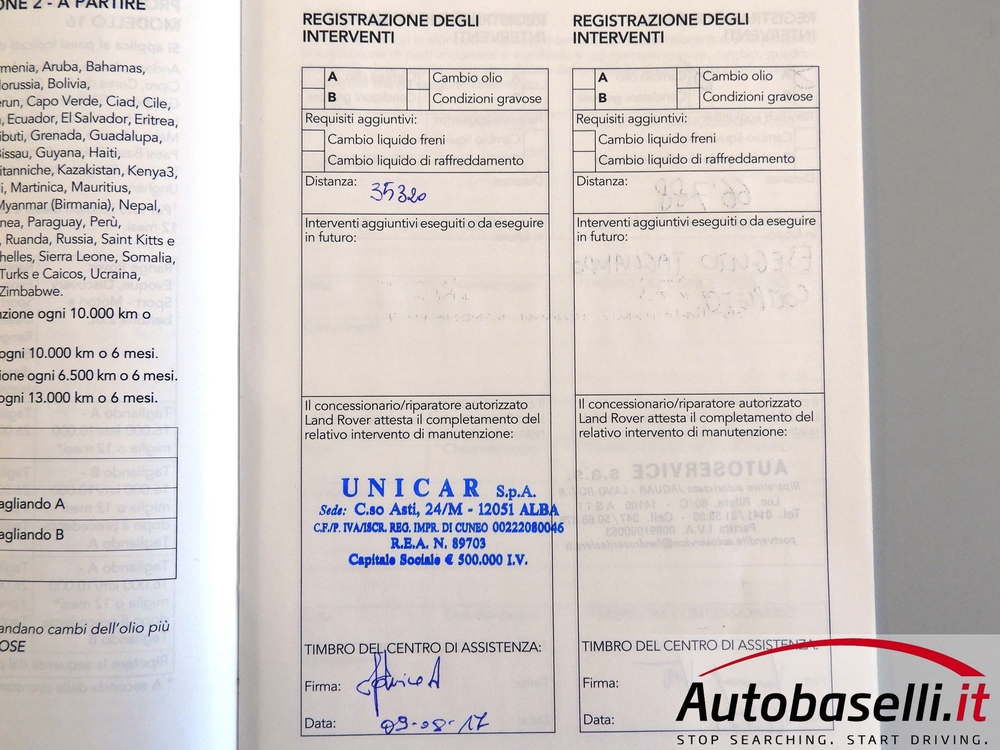 ONE 2 - A PARTIRE
menia, Aruba, Bahamas,
orussia, Bolivia,
erun, Capo Verde, Ciad, Cile,
, Ecuador, El Salvador, Eritrea,
ibuti, Grenada, Guadalupa,
issau, Guyana, Haiti,
itanniche, Kazakistan, Kenya3,
i, Martinica, Mauritius,
Myanmar (Birmania), Nepal,
nea, Paraguay, Perù,
, Ruanda, Russia, Saint Kitts e
helles, Sierra Leone, Somalia,
Turks e Caicos, Ucraina,
Zimbabwe.
nzione ogni 10.000 km o
ogni 10.000 km o 6 mesi.
ione ogni 6.500 km o 6 mesi.
ogni 13.000 km o 6 mesi.
agliando A
agliando B
andano cambi dell'olio più
OSE
REGISTRAZIONE DEGLI
INTERVENTI
A Cambio olio
B Condizioni gravose
Requisiti aggiuntivi:
Cambio liquido freni
Cambio liquido di raffreddamento
Distanza: 35320
Interventi aggiuntivi eseguiti o da eseguire
in futuro:
Il concessionario/riparatore autorizzato
Land Rover attesta il completamento del
relativo intervento di manutenzione:
UNICAR S.p.A.
Sede: C.so Asti, 24/M - 12051 ALBA
C.F./P. IVA/ISCR. REG. IMPR. DI CUNEO 00222080046
R.E.A. N. 89703
Capitale Sociale € 500.000 I.V.
TIMBRO DEL CENTRO DI ASSISTENZA:
Firma:
Data: 09-08-17
REGISTRAZIONE DEGLI
INTERVENTI
A Cambio olio
B Condizioni gravose
Requisiti aggiuntivi:
Cambio liquido freni
Cambio liquido di raffreddamento
Distanza:
Interventi aggiuntivi eseguiti o da eseguire
in futuro:
Il concessionario/riparatore autorizzato
Land Rover attesta il completamento del
relativo intervento di manutenzione:
TIMBRO DEL CENTRO DI ASSISTENZA:
Firma:
Data:
Autobaselli.it
STOP SEARCHING. START DRIVING.